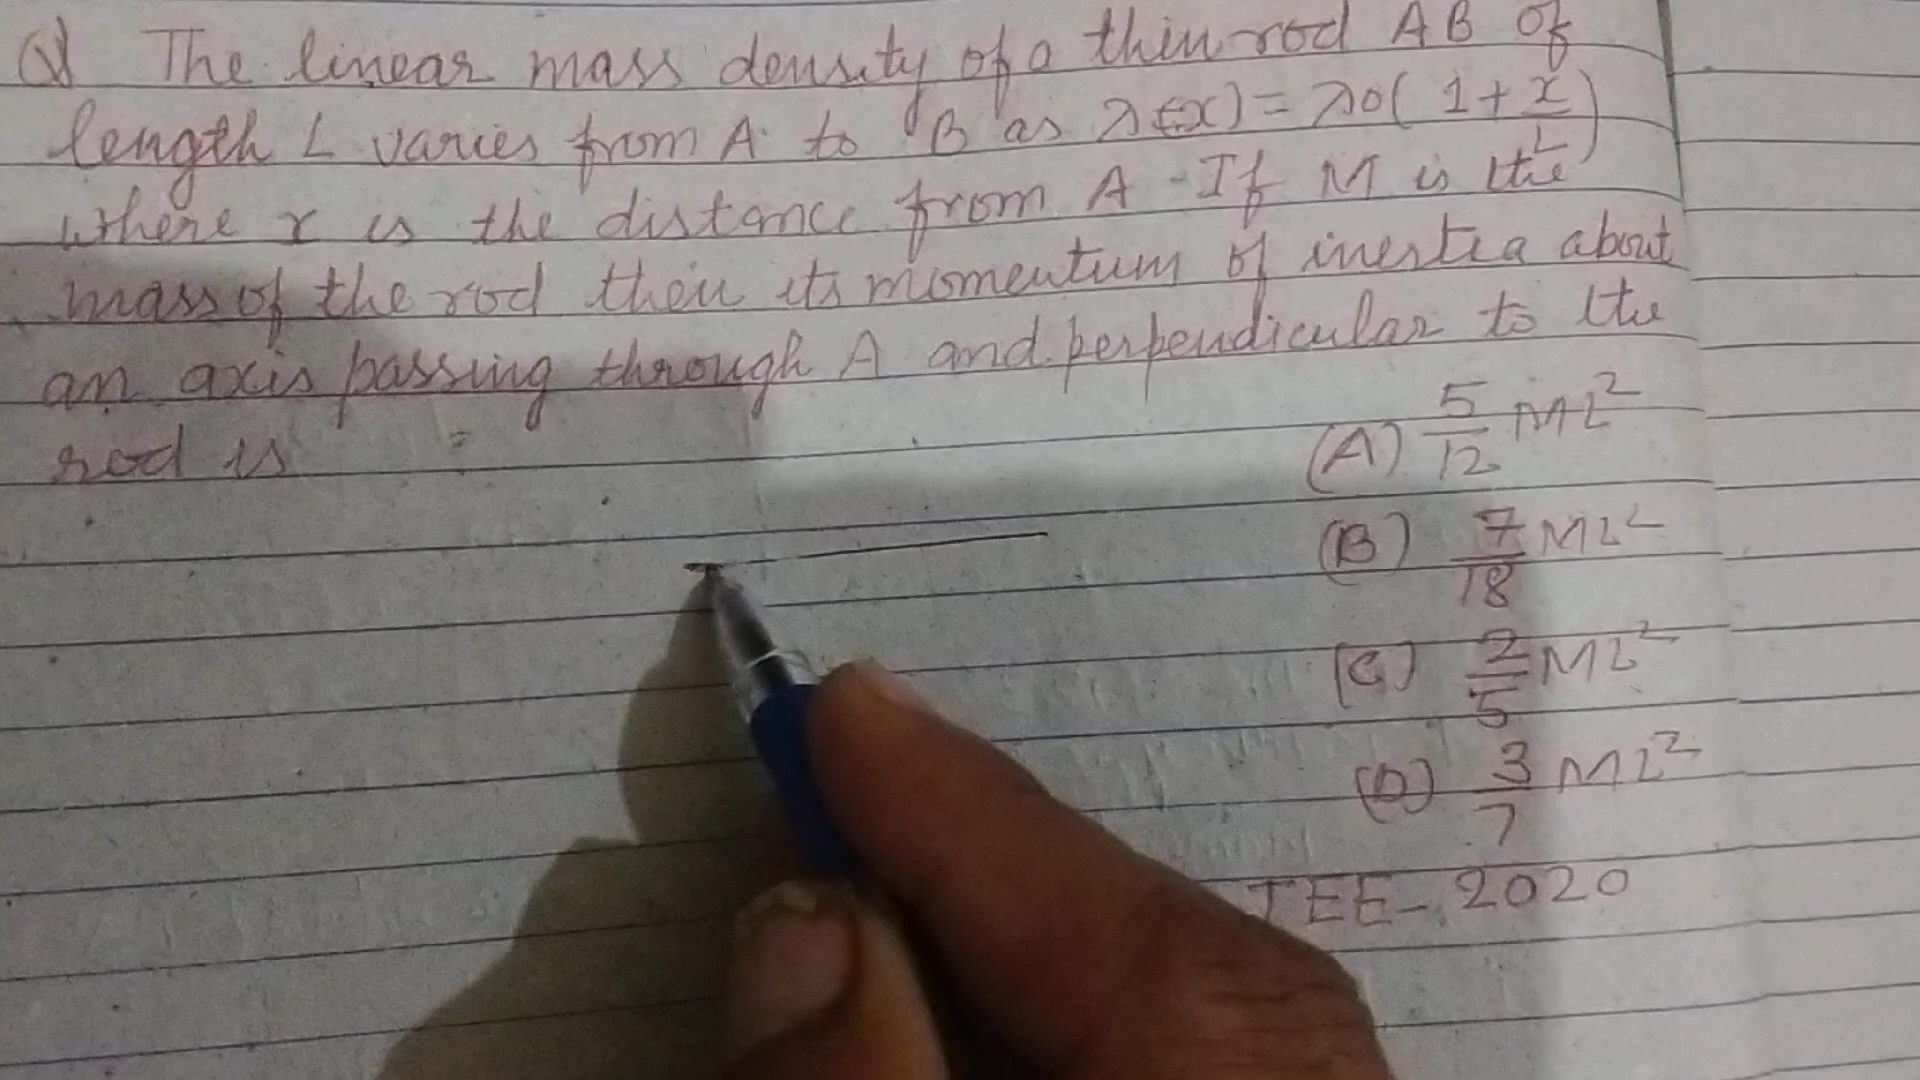 Q The linear mass density of a thin rod AB of
length L varies from A to B as λ(x) = λ0(1+x/L)
where x is the distance from A. If M is the
mass of the rod then its momentum of inertia about
an axis passing through A and perpendicular to the
rod is
(A) 5/12 ML²
(B) 7/18 ML²
(C) 2/5 ML²
(D) 3/7 ML²
JEE-2020